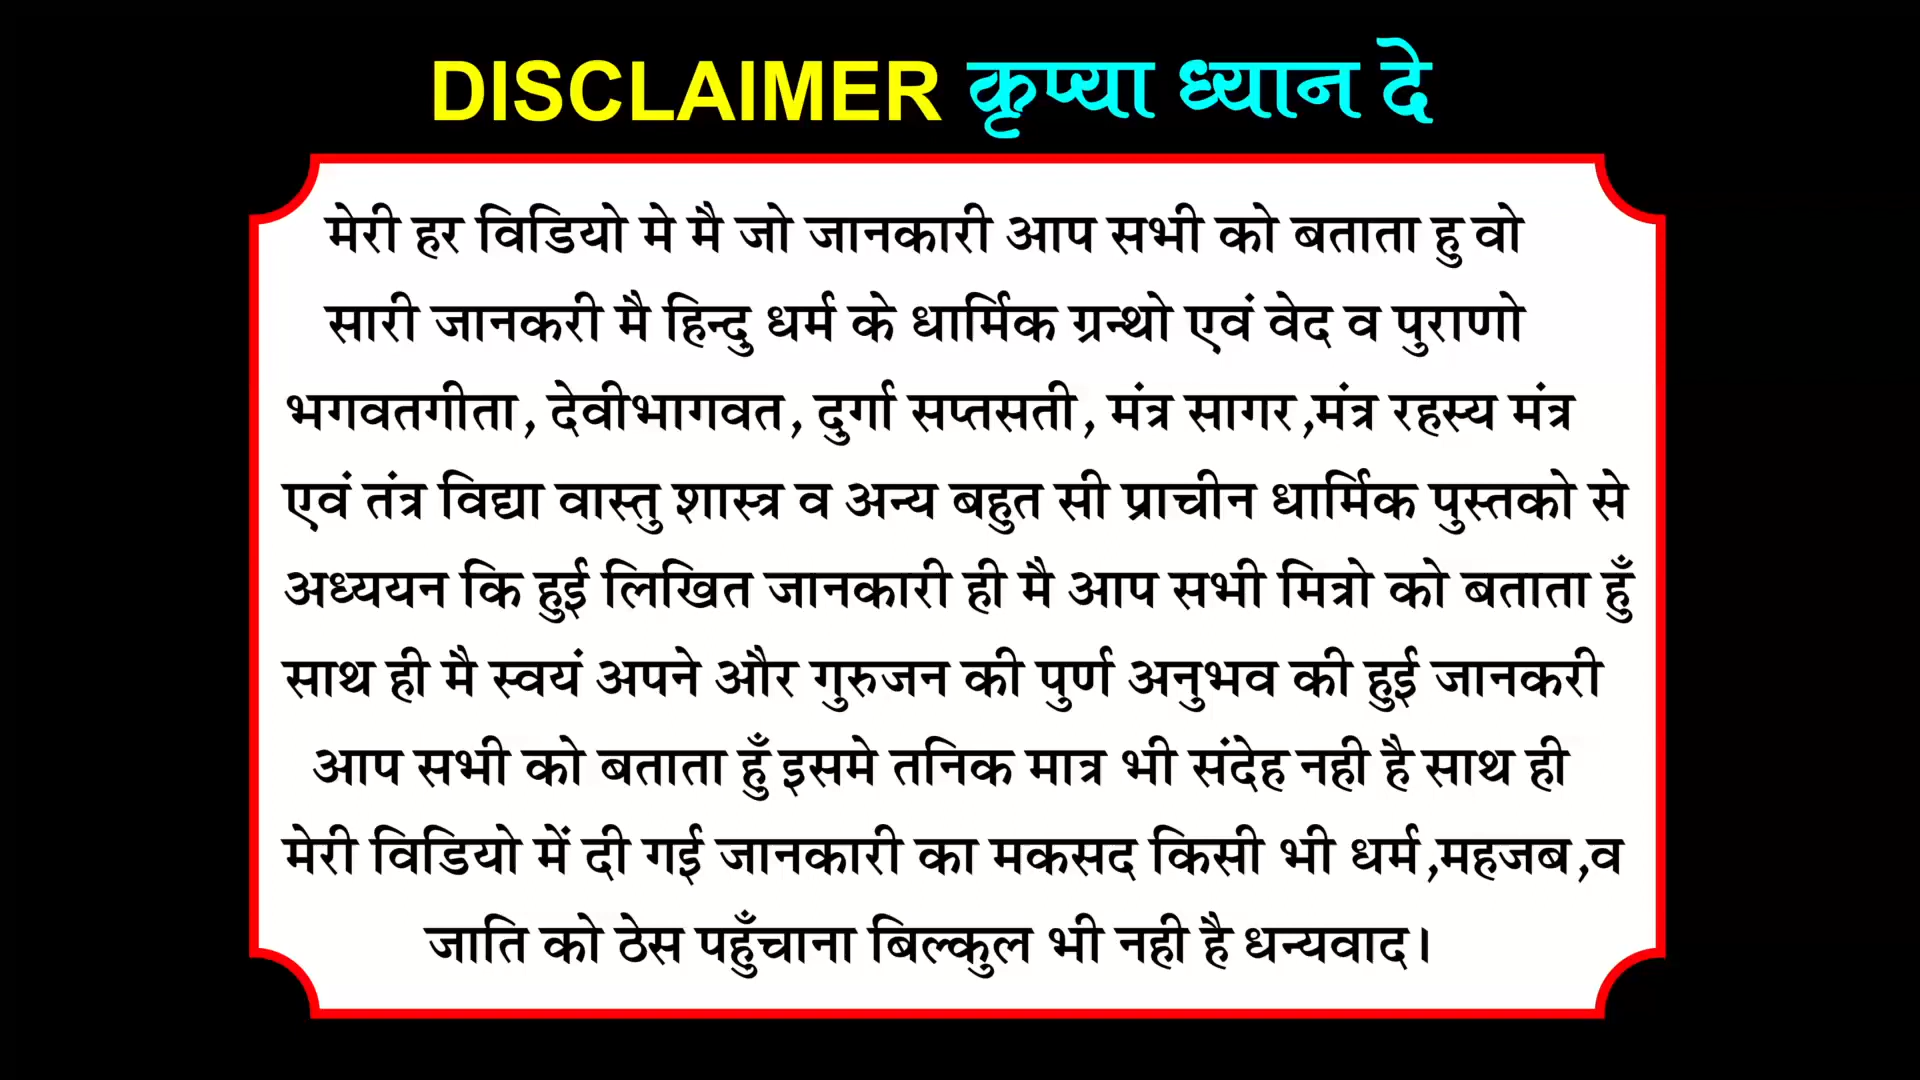 DISCLAIMER कृप्या ध्यान दे
मेरी हर विडियो मे मै जो जानकारी आप सभी को बताता हु वो
सारी जानकरी मै हिन्दु धर्म के धार्मिक ग्रन्थो एवं वेद व पुराणो
भगवतगीता, देवीभागवत, दुर्गा सप्तसती, मंत्र सागर ,मंत्र रहस्य मंत्र
एवं तंत्र विद्या वास्तु शास्त्र व अन्य बहुत सी प्राचीन धार्मिक पुस्तको से
अध्ययन कि हुई लिखित जानकारी ही मै आप सभी मित्रो को बताता हुँ
साथ ही मै स्वयं अपने और गुरुजन की पुर्ण अनुभव की हुई जानकरी
आप सभी को बताता हुँ इसमे तनिक मात्र भी संदेह नही है साथ ही
मेरी विडियो में दी गई जानकारी का मकसद किसी भी धर्म ,महजब ,व
जाति को ठेस पहुँचाना बिल्कुल भी नही है धन्यवाद।